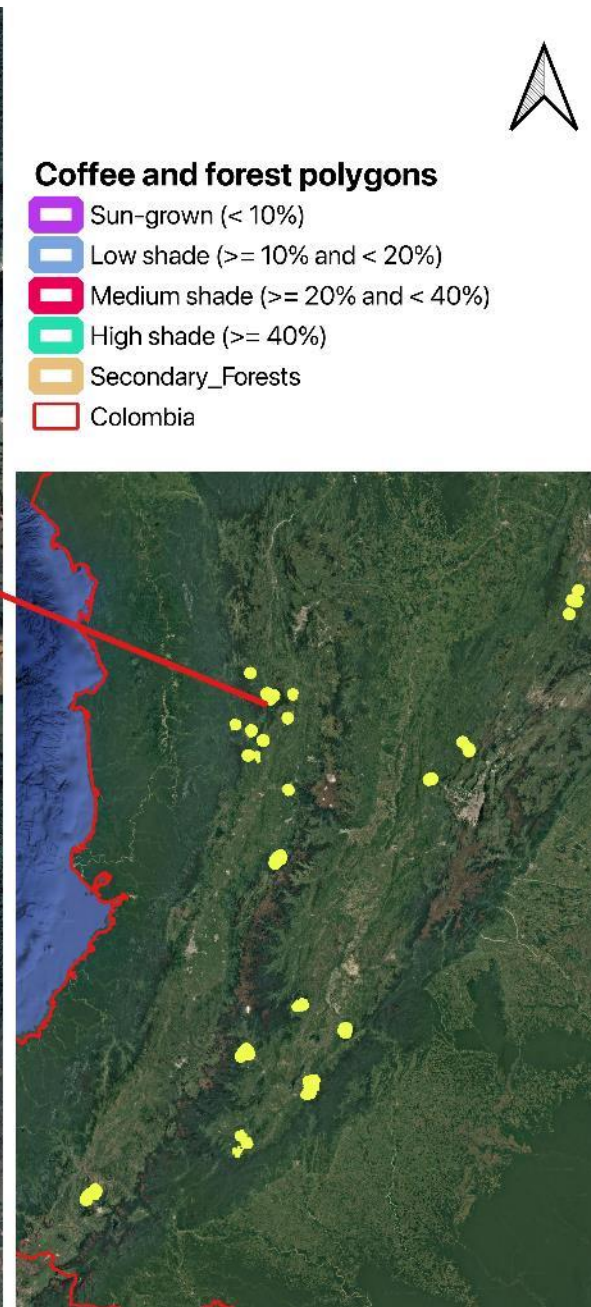 Coffee and forest polygons
Sun-grown (< 10%)
Low shade (>= 10% and < 20%)
Medium shade (>= 20% and < 40%)
High shade (>= 40%)
Secondary_Forests
Colombia